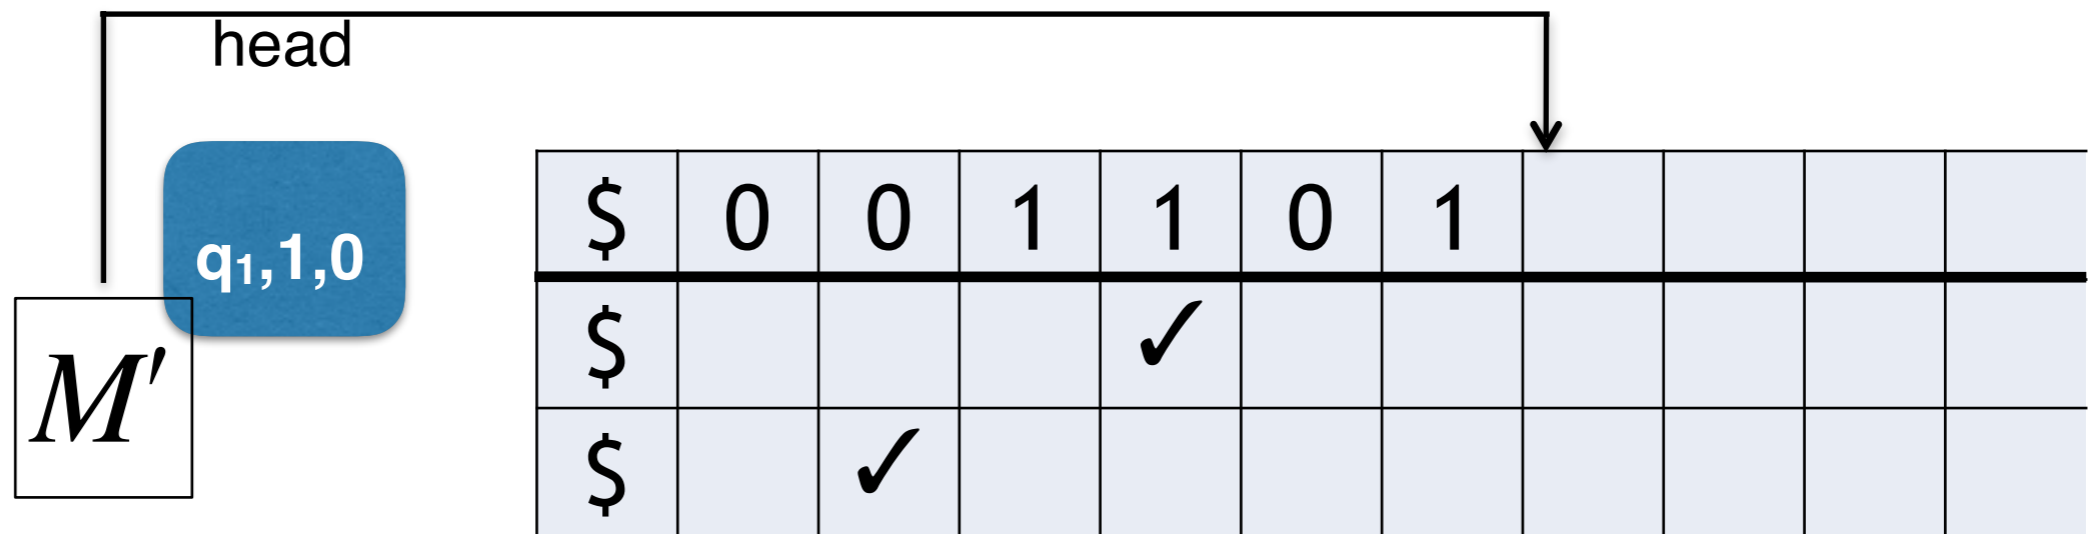 head
q₁,1,0
M′
$ 0 0 1 1 0 1
$ ✓
$ ✓